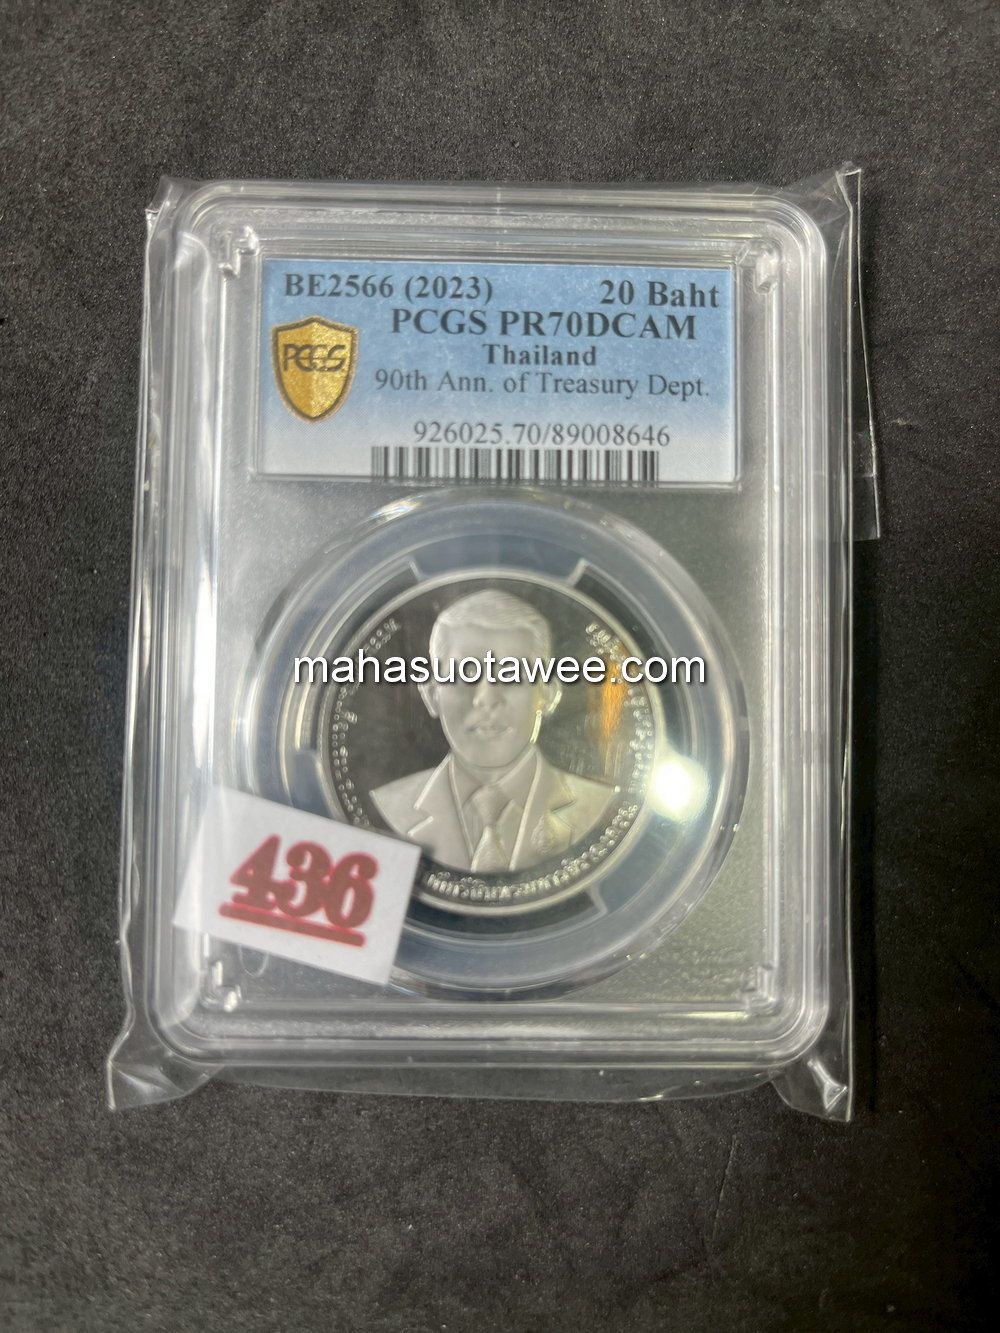 BE2566 (2023) 20 Baht
PCGS PR70DCAM
PCGS
Thailand
90th Ann. of Treasury Dept.
926025.70/89008646
mahasuotawee.com
436